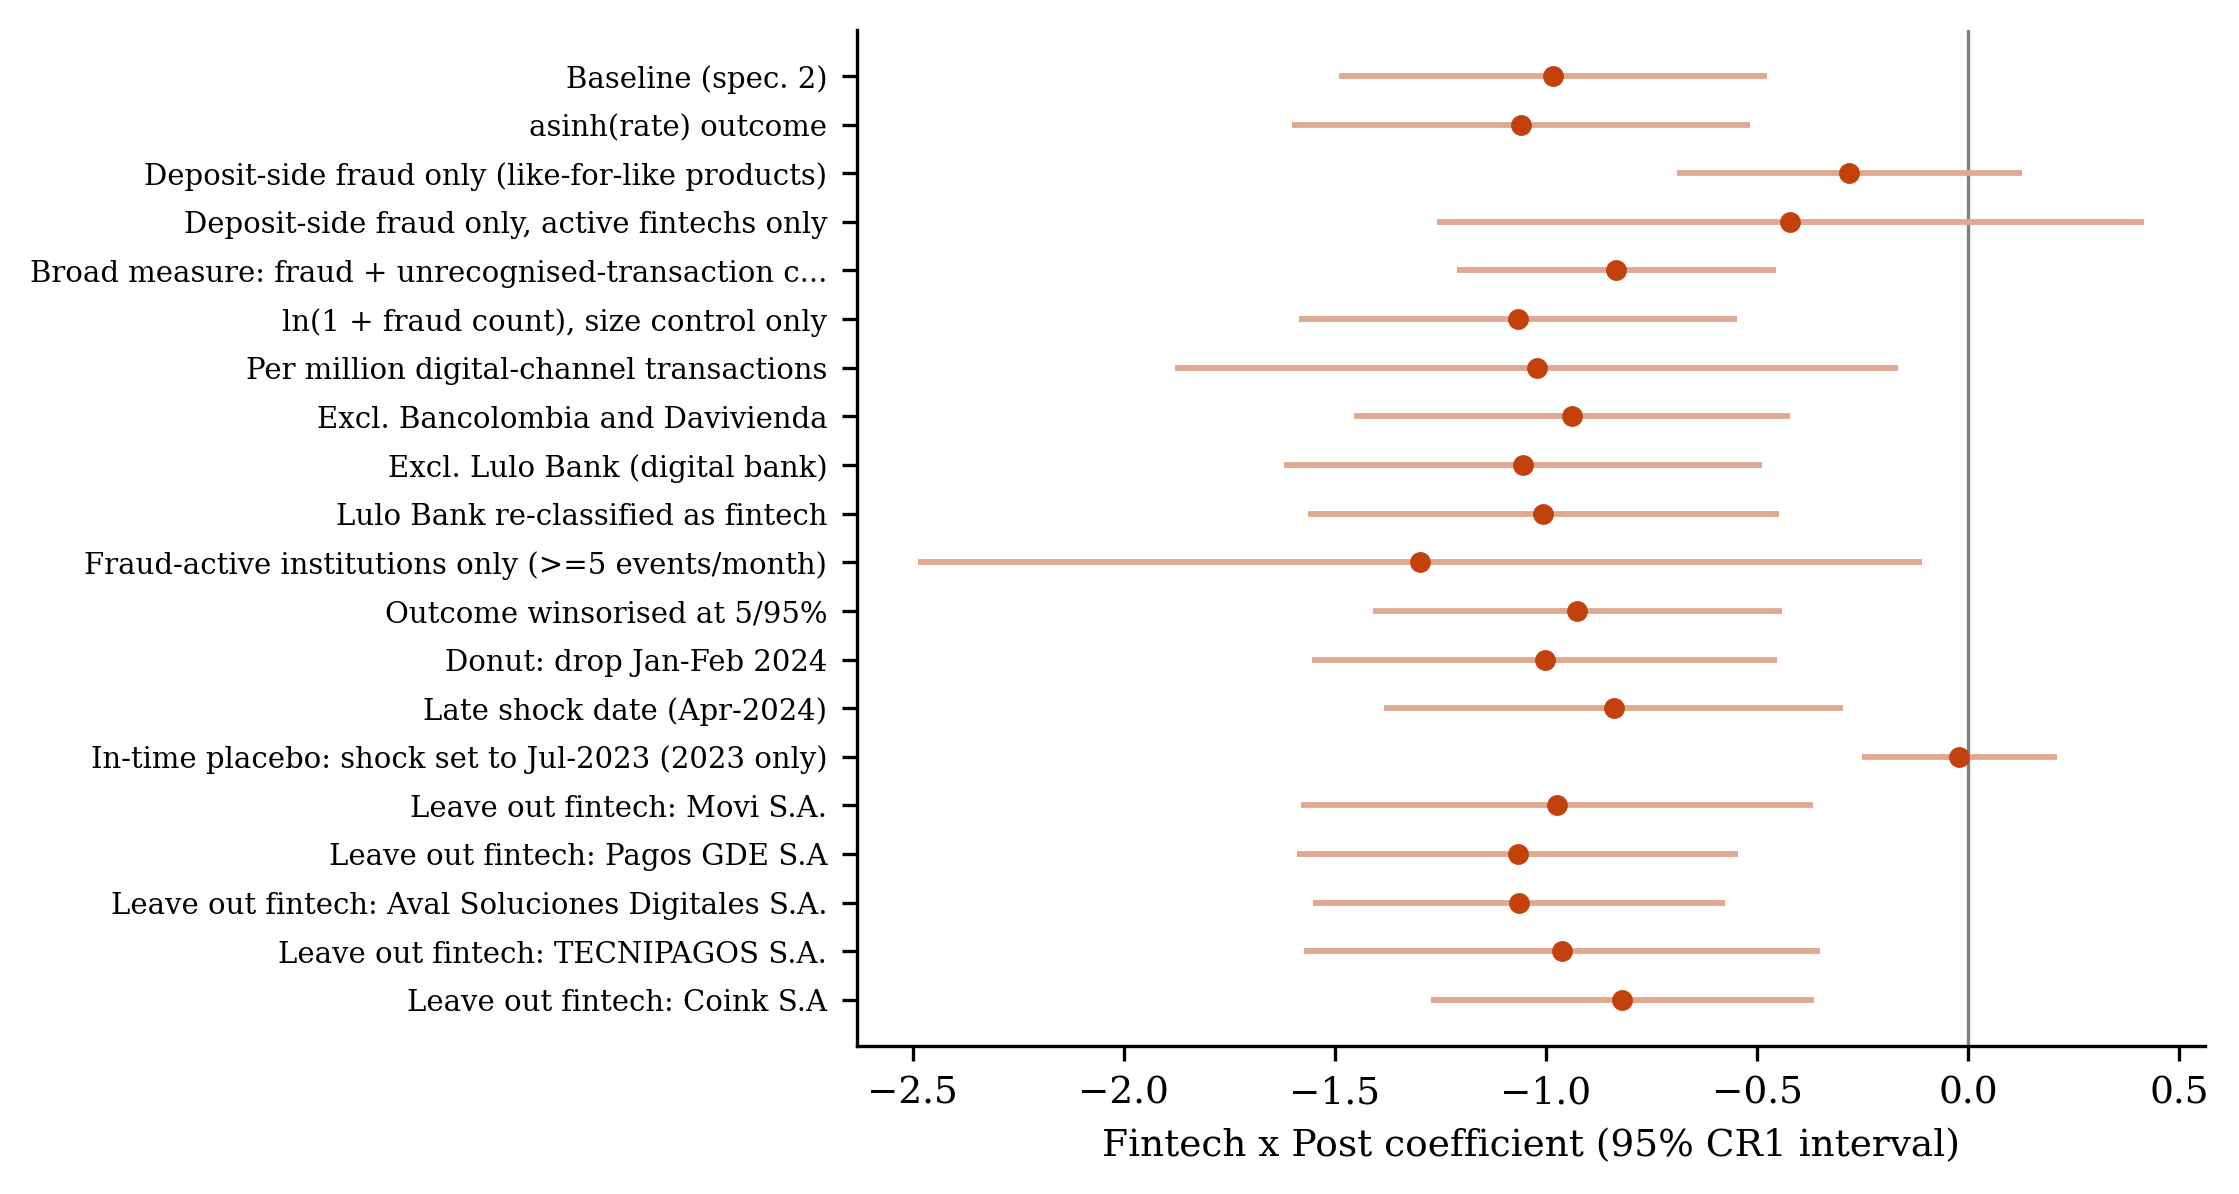 Baseline (spec. 2)
asinh(rate) outcome
Deposit-side fraud only (like-for-like products)
Deposit-side fraud only, active fintechs only
Broad measure: fraud + unrecognised-transaction c...
ln(1 + fraud count), size control only
Per million digital-channel transactions
Excl. Bancolombia and Davivienda
Excl. Lulo Bank (digital bank)
Lulo Bank re-classified as fintech
Fraud-active institutions only (>=5 events/month)
Outcome winsorised at 5/95%
Donut: drop Jan-Feb 2024
Late shock date (Apr-2024)
In-time placebo: shock set to Jul-2023 (2023 only)
Leave out fintech: Movi S.A.
Leave out fintech: Pagos GDE S.A
Leave out fintech: Aval Soluciones Digitales S.A.
Leave out fintech: TECNIPAGOS S.A.
Leave out fintech: Coink S.A
−2.5 −2.0 −1.5 −1.0 −0.5 0.0 0.5
Fintech x Post coefficient (95% CR1 interval)